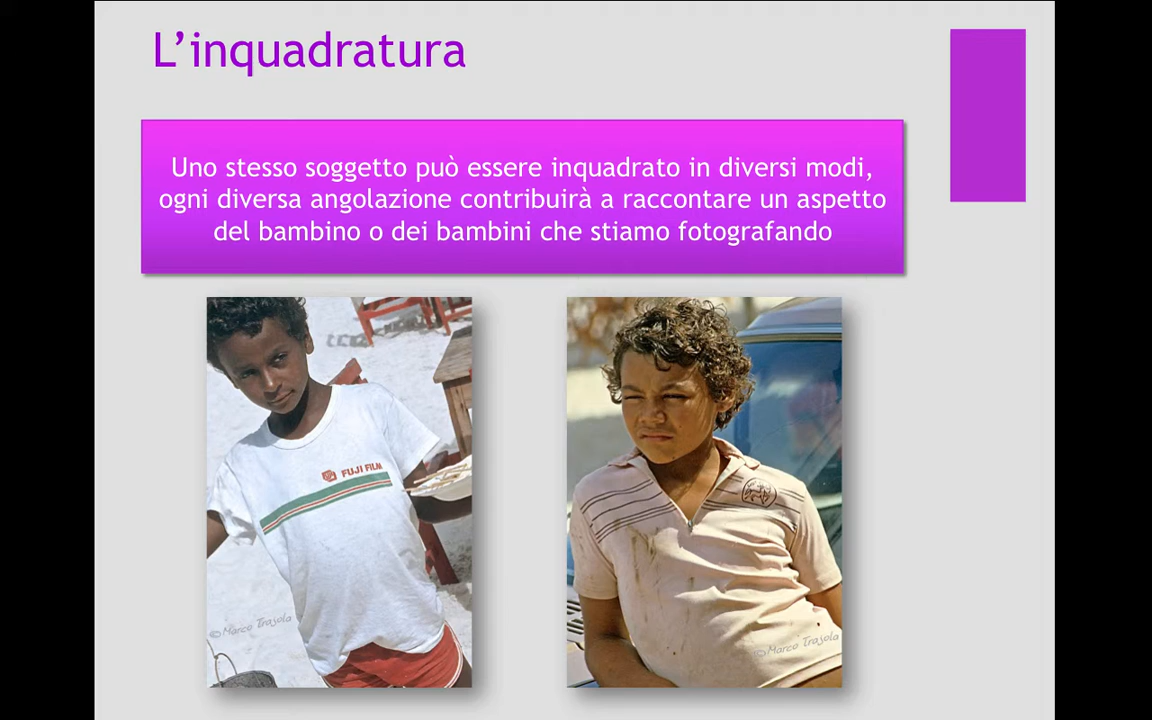 L’inquadratura
Uno stesso soggetto può essere inquadrato in diversi modi,
ogni diversa angolazione contribuirà a raccontare un aspetto
del bambino o dei bambini che stiamo fotografando
FUJI FILM
©Marco Trajola
©Marco Trajola